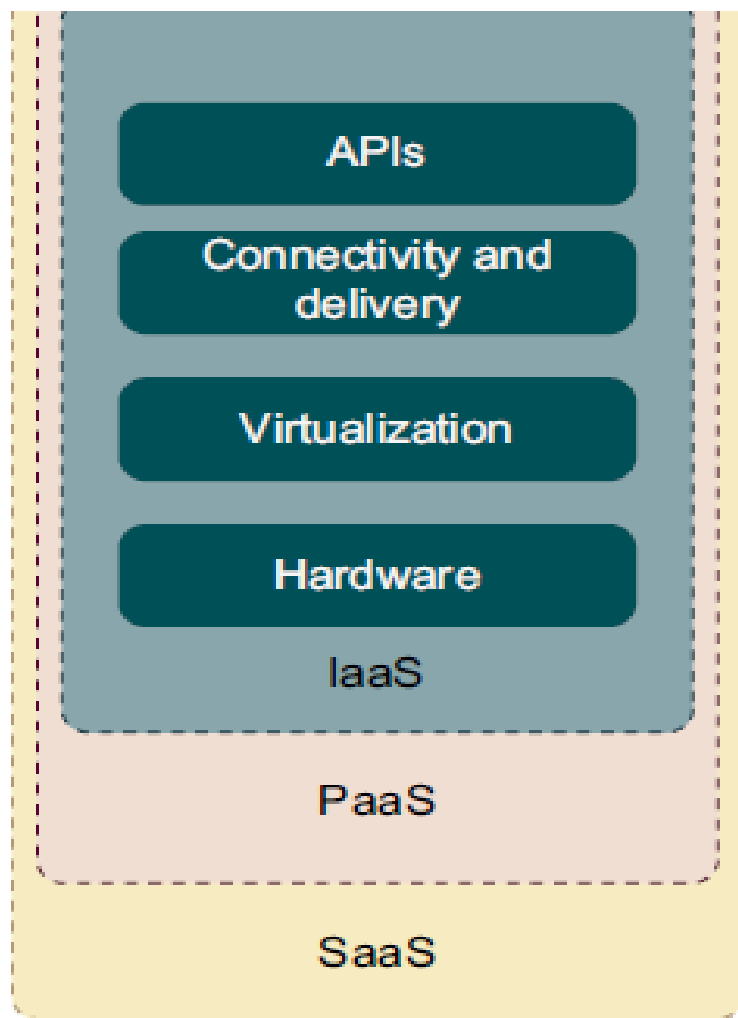 APIs
Connectivity and
delivery
Virtualization
Hardware
IaaS
PaaS
SaaS